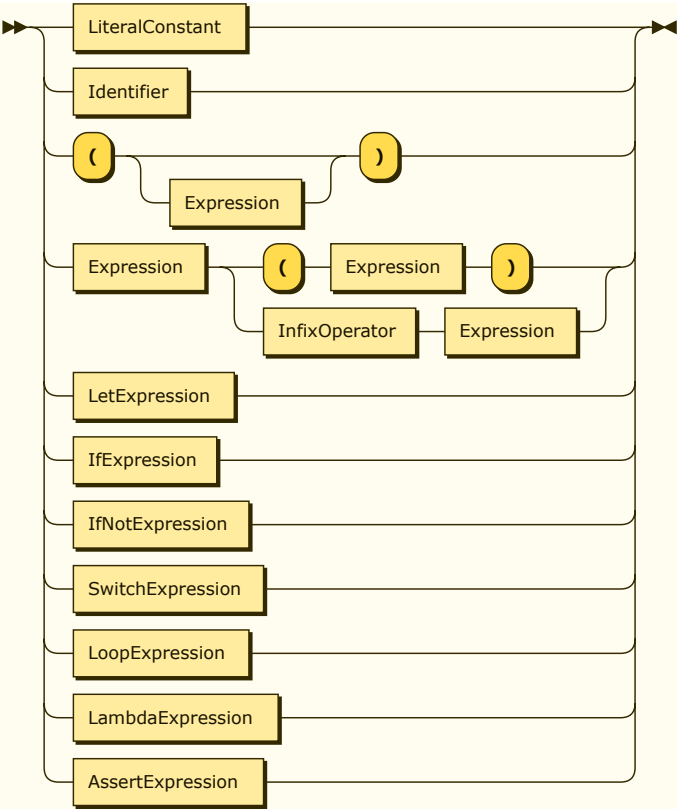 LiteralConstant
Identifier
( )
Expression
Expression ( Expression )
InfixOperator Expression
LetExpression
IfExpression
IfNotExpression
SwitchExpression
LoopExpression
LambdaExpression
AssertExpression